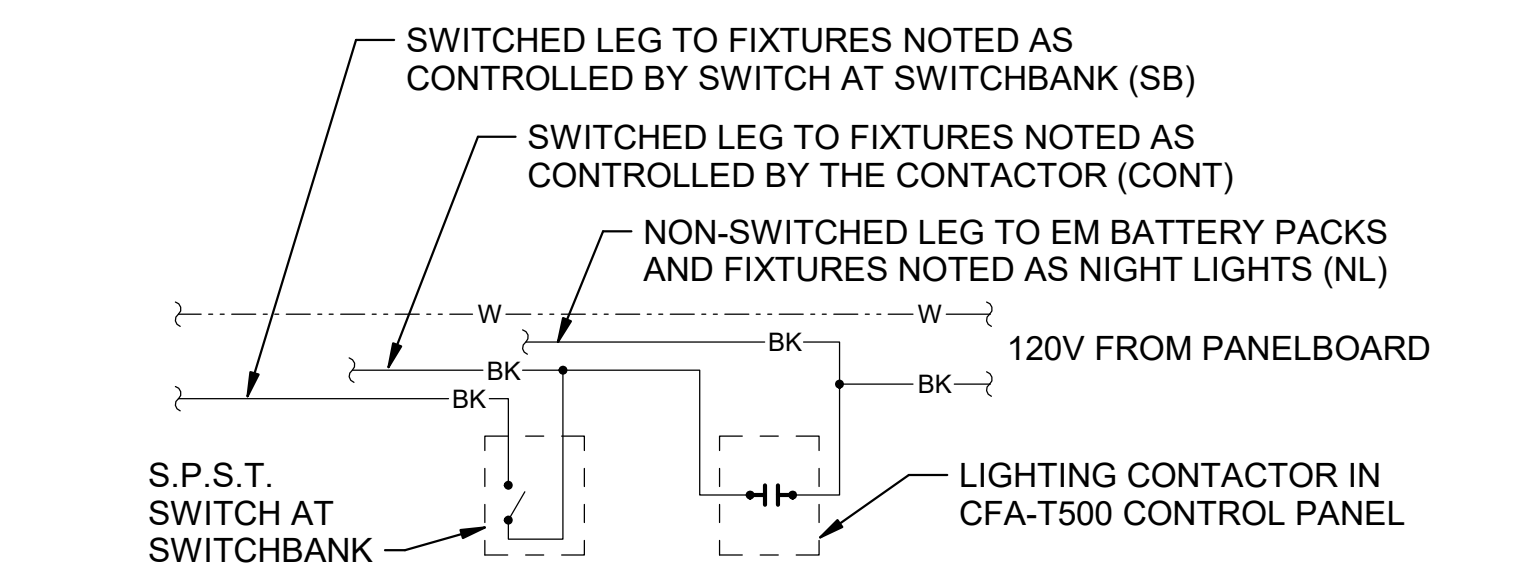 SWITCHED LEG TO FIXTURES NOTED AS
CONTROLLED BY SWITCH AT SWITCHBANK (SB)
SWITCHED LEG TO FIXTURES NOTED AS
CONTROLLED BY THE CONTACTOR (CONT)
NON-SWITCHED LEG TO EM BATTERY PACKS
AND FIXTURES NOTED AS NIGHT LIGHTS (NL)
W
W
BK
120V FROM PANELBOARD
BK
BK
BK
S.P.S.T.
SWITCH AT
SWITCHBANK
LIGHTING CONTACTOR IN
CFA-T500 CONTROL PANEL